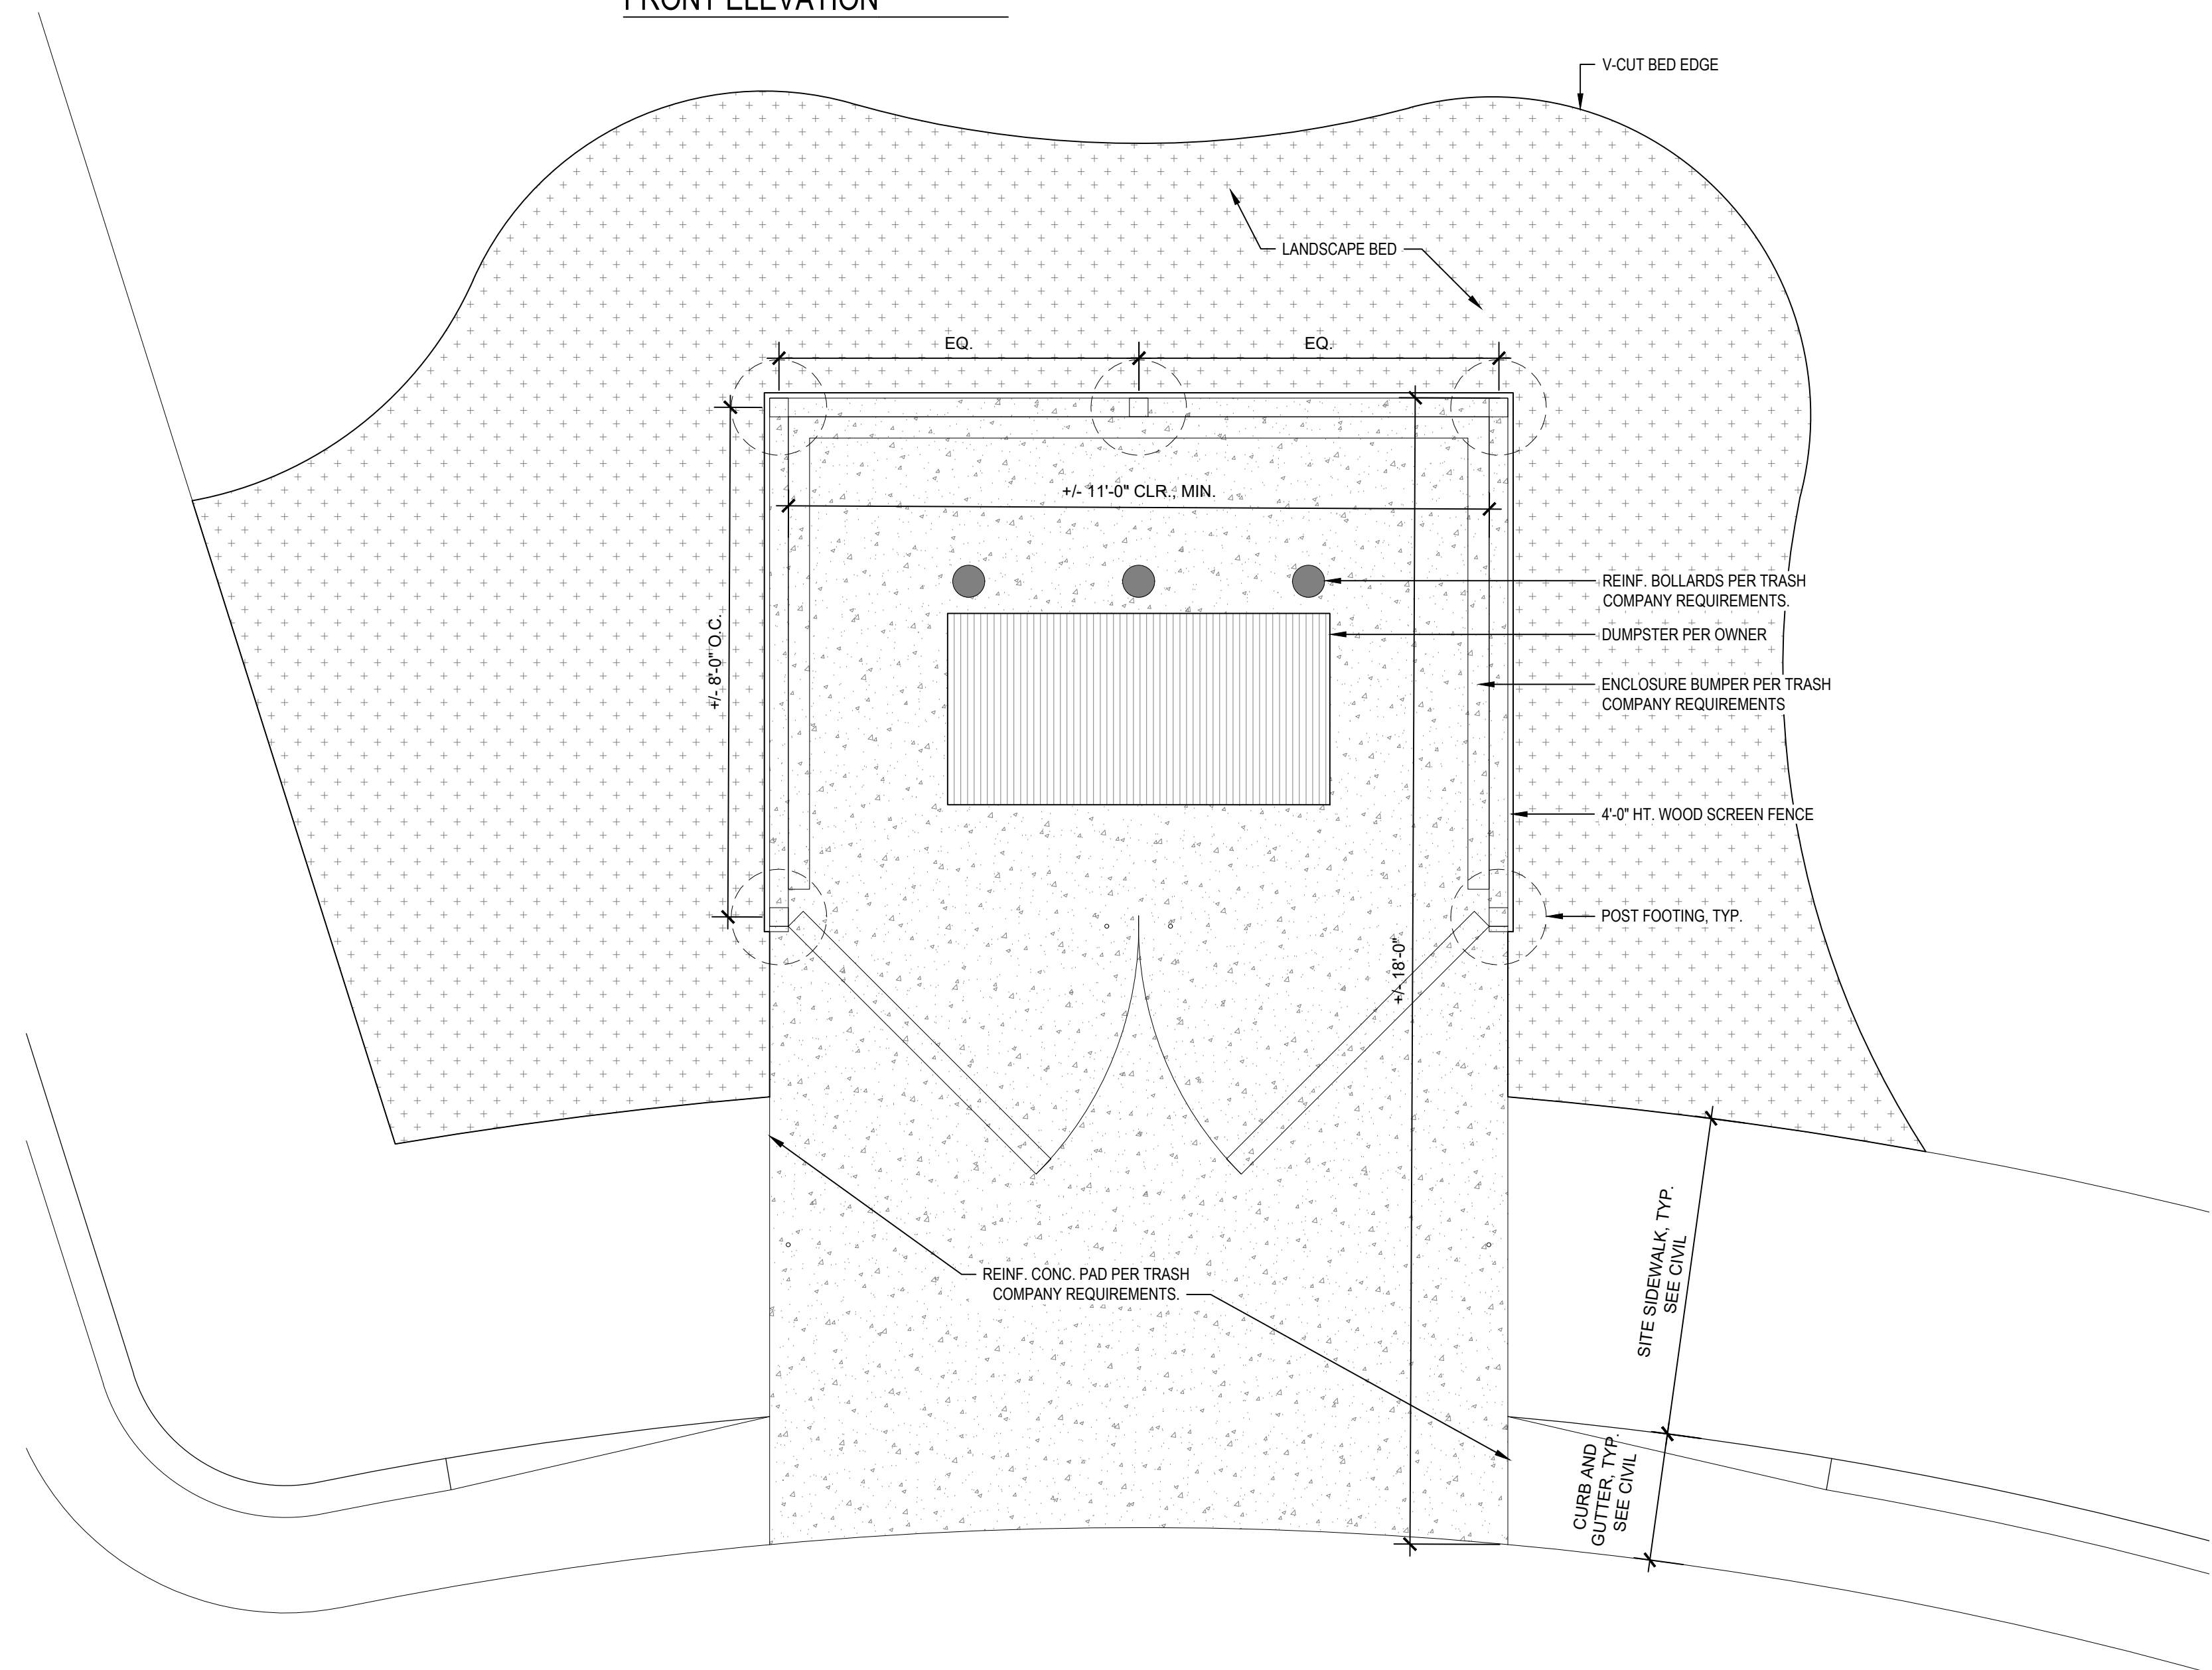 FRONT ELEVATION
V-CUT BED EDGE
LANDSCAPE BED
EQ.
EQ.
+/- 11'-0" CLR., MIN.
REINF. BOLLARDS PER TRASH
COMPANY REQUIREMENTS.
DUMPSTER PER OWNER
+/- 8'-0" O.C.
ENCLOSURE BUMPER PER TRASH
COMPANY REQUIREMENTS
4'-0" HT. WOOD SCREEN FENCE
POST FOOTING, TYP.
+/- 18'-0"
REINF. CONC. PAD PER TRASH
COMPANY REQUIREMENTS.
SITE SIDEWALK, TYP.
SEE CIVIL
CURB AND
GUTTER, TYP.
SEE CIVIL